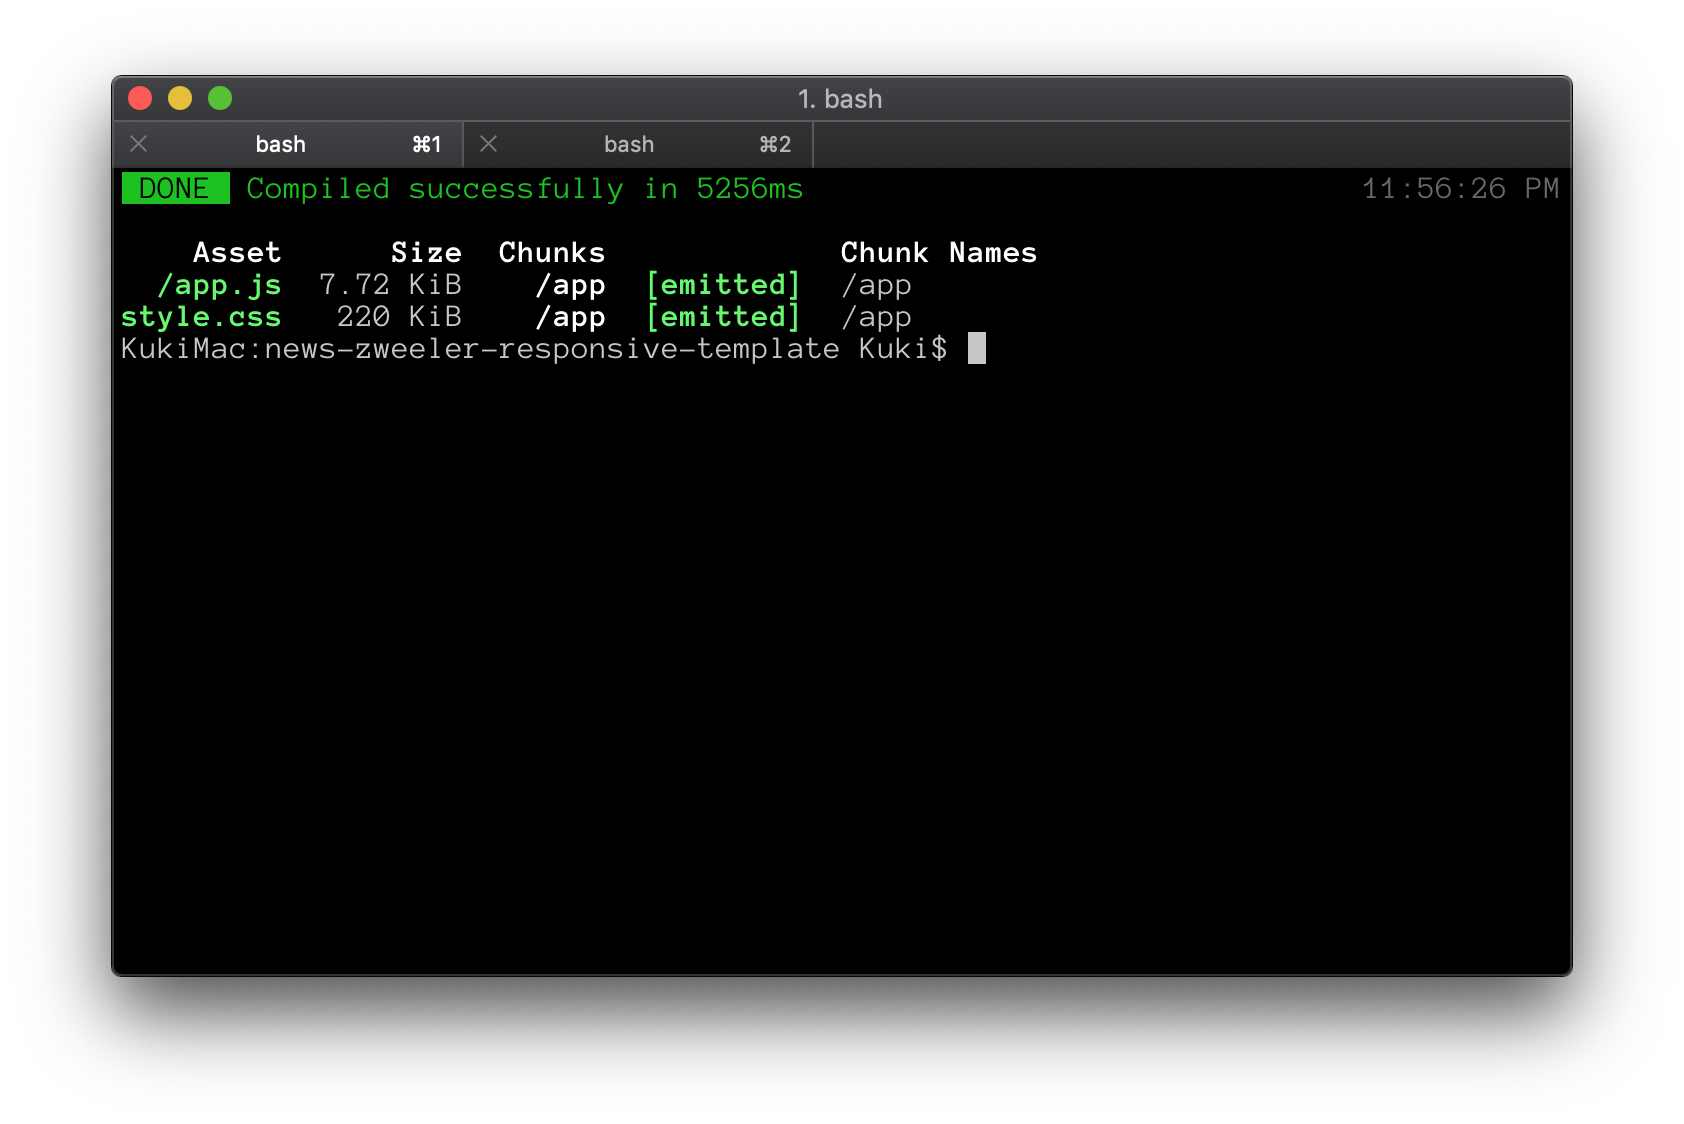 1. bash
bash ⌘1 bash ⌘2
DONE Compiled successfully in 5256ms 11:56:26 PM
Asset Size Chunks Chunk Names
/app.js 7.72 KiB /app [emitted] /app
style.css 220 KiB /app [emitted] /app
KukiMac:news-zweeler-responsive-template Kuki$